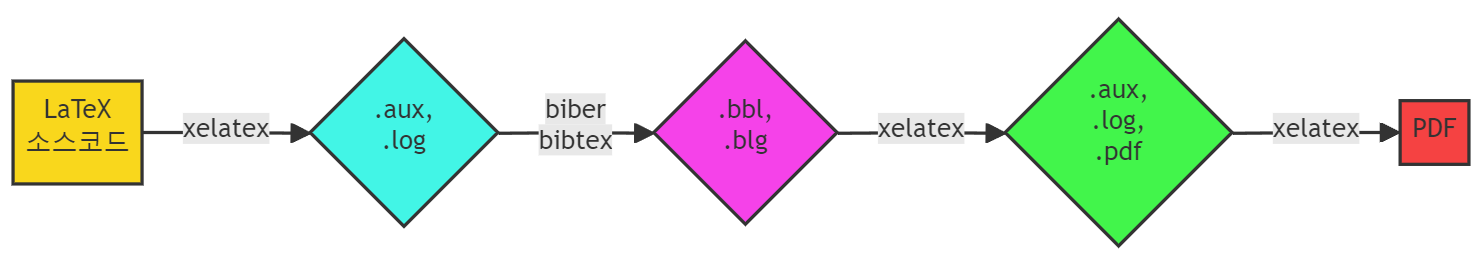 LaTeX
소스코드
xelatex
.aux,
.log
biber
bibtex
.bbl,
.blg
xelatex
.aux,
.log,
.pdf
xelatex
PDF